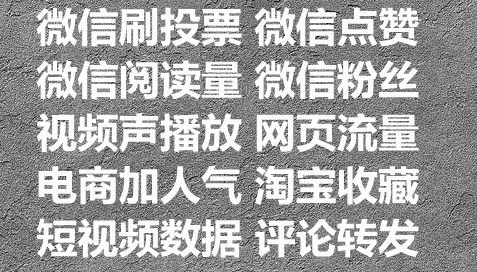 微信刷投票 微信点赞
微信阅读量 微信粉丝
视频声播放 网页流量
电商加人气 淘宝收藏
短视频数据 评论转发